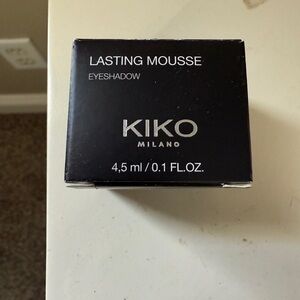 LASTING MOUSSE
EYESHADOW
KIKO
MILANO
4,5 ml / 0.1 FL.OZ.